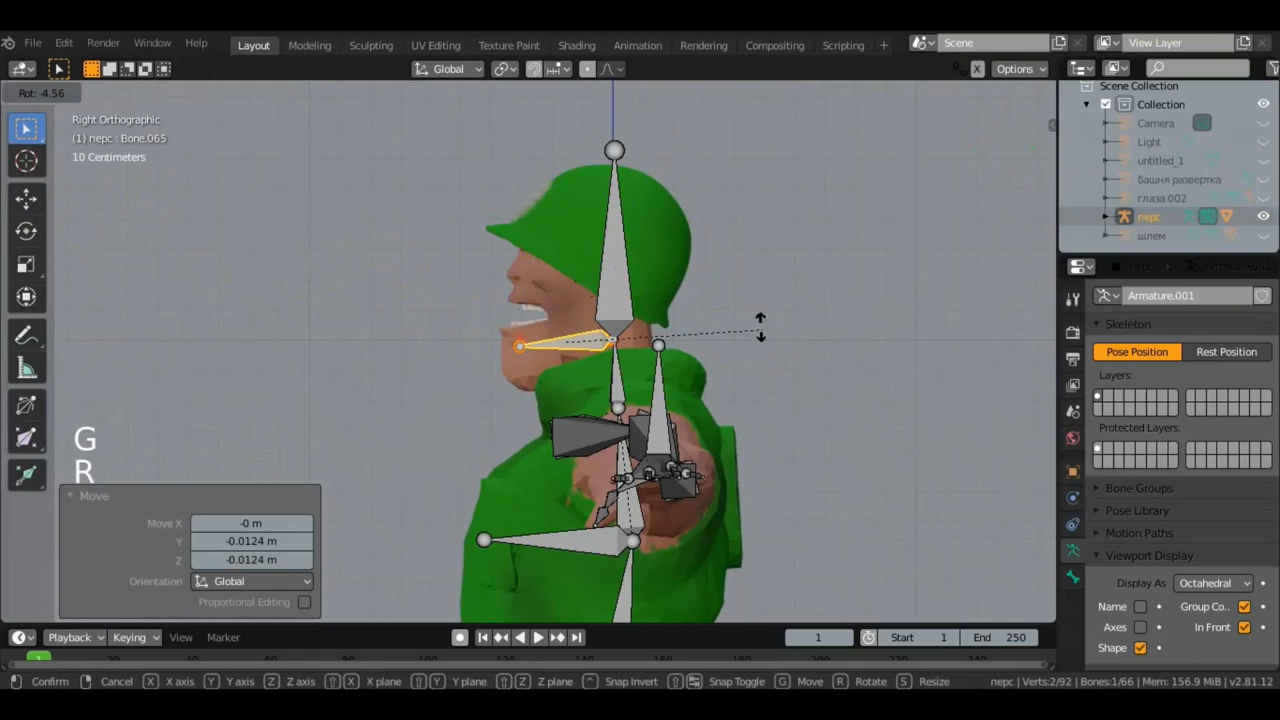 File Edit Render Window Help Layout Modeling Sculpting UV Editing Texture Paint Shading Animation Rendering Compositing Scripting + Scene View Layer
Global X Options
Rot: -4.56
Right Orthographic
(1) перс : Bone.065
10 Centimeters
Scene Collection
Collection
Camera
Light
untitled_1
башня развертка
глаза.002
перс
шлем
Armature.001
Skeleton
Pose Position Rest Position
Layers:
Protected Layers:
Bone Groups
Pose Library
Motion Paths
Viewport Display
Display As Octahedral
Name Group Co..
Axes In Front
Shape
G
R
Move
Move X -0 m
Y -0.0124 m
Z -0.0124 m
Orientation Global
Proportional Editing
Playback Keying View Marker 1 Start 1 End 250
Confirm Cancel X X axis Y Y axis Z Z axis X X plane Y Y plane Z Z plane Snap Invert Snap Toggle G Move R Rotate S Resize перс | Verts:2/92 | Bones:1/66 | Mem: 156.9 MiB | v2.81.12